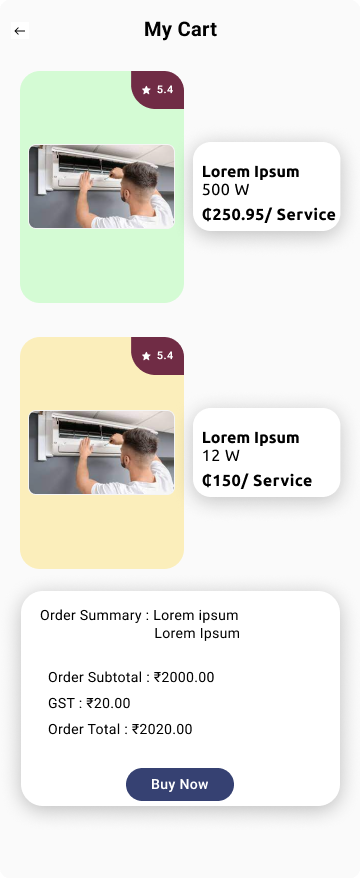 My Cart
5.4
Lorem Ipsum
500 W
₵250.95/ Service
5.4
Lorem Ipsum
12 W
₵150/ Service
Order Summary : Lorem ipsum
Lorem Ipsum
Order Subtotal : ₹2000.00
GST : ₹20.00
Order Total : ₹2020.00
Buy Now